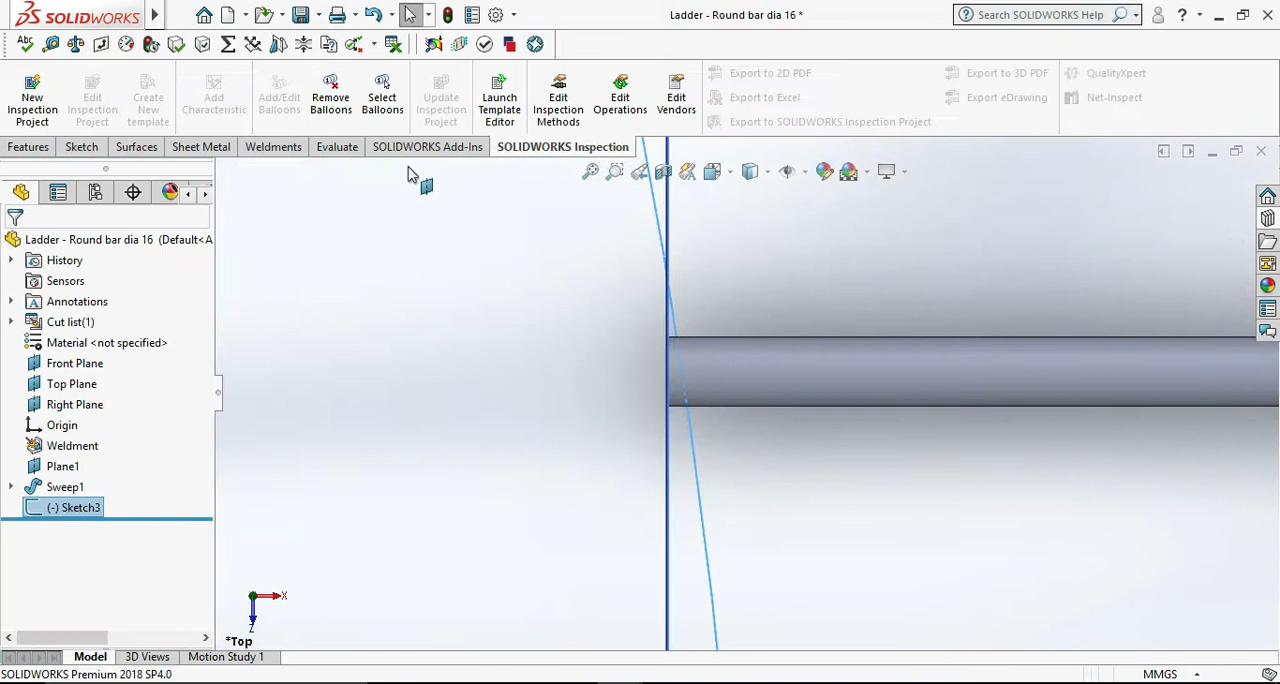 SOLIDWORKS
Ladder - Round bar dia 16 *
Search SOLIDWORKS Help
New Inspection Project
Edit Inspection Project
Create New template
Add Characteristic
Add/Edit Balloons
Remove Balloons
Select Balloons
Update Inspection Project
Launch Template Editor
Edit Inspection Methods
Edit Operations
Edit Vendors
Export to 2D PDF
Export to Excel
Export to SOLIDWORKS Inspection Project
Export to 3D PDF
Export eDrawing
QualityXpert
Net-Inspect
Features
Sketch
Surfaces
Sheet Metal
Weldments
Evaluate
SOLIDWORKS Add-Ins
SOLIDWORKS Inspection
Ladder - Round bar dia 16 (Default<A
History
Sensors
Annotations
Cut list(1)
Material <not specified>
Front Plane
Top Plane
Right Plane
Origin
Weldment
Plane1
Sweep1
(-) Sketch3
X
Z
*Top
Model
3D Views
Motion Study 1
SOLIDWORKS Premium 2018 SP4.0
MMGS